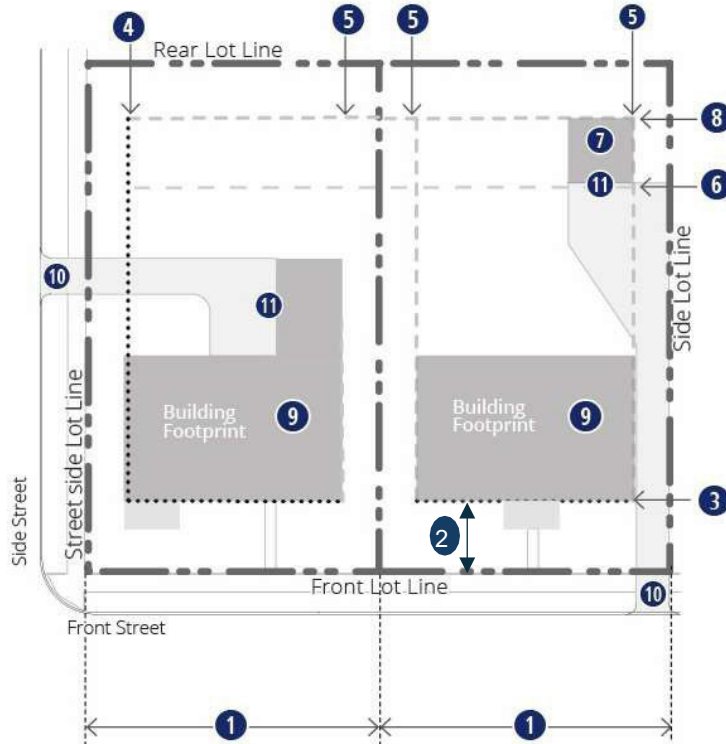 4
5
5
5
Rear Lot Line
8
7
11
6
10
11
Side Lot Line
Street side Lot Line
Building
Footprint
9
Building
Footprint
9
Side Street
3
2
Front Lot Line
10
Front Street
1
1